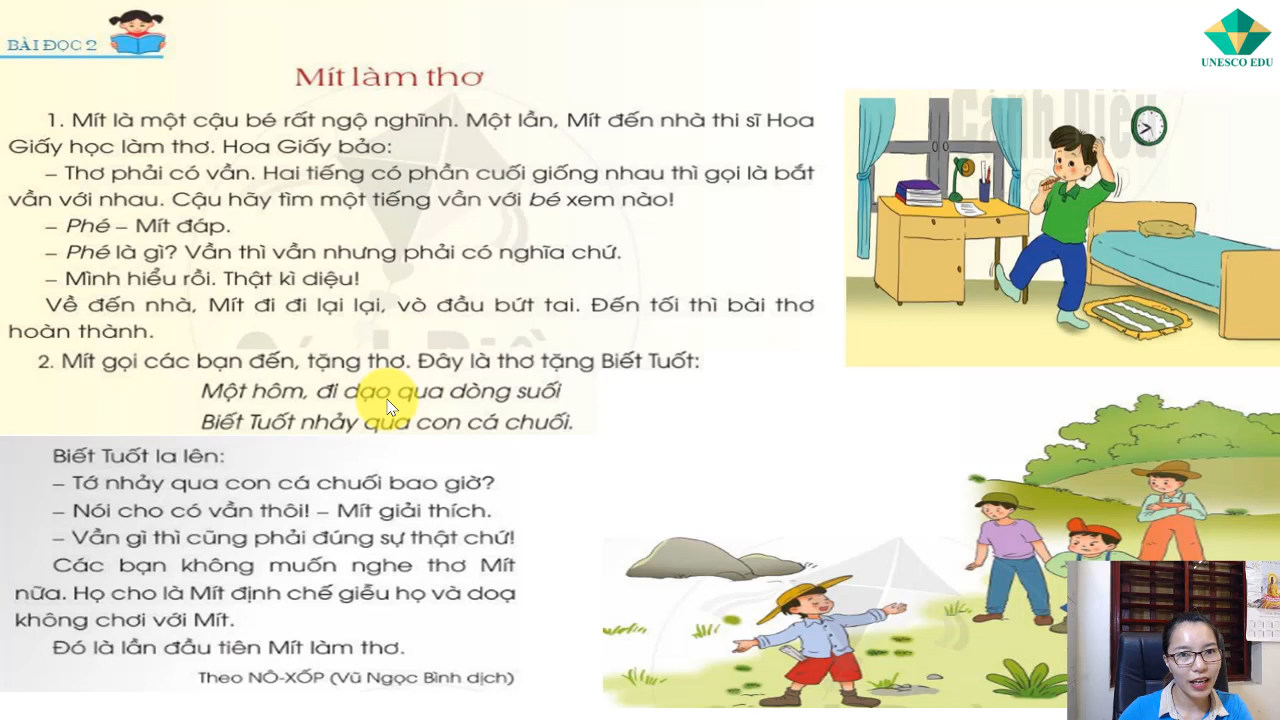 BÀI ĐỌC 2
UNESCO EDU
Mít làm thơ
1. Mít là một cậu bé rất ngộ nghĩnh. Một lần, Mít đến nhà thi sĩ Hoa
Giấy học làm thơ. Hoa Giấy bảo:
– Thơ phải có vần. Hai tiếng có phần cuối giống nhau thì gọi là bắt
vần với nhau. Cậu hãy tìm một tiếng vần với bé xem nào!
– Phé – Mít đáp.
– Phé là gì? Vần thì vần nhưng phải có nghĩa chứ.
– Mình hiểu rồi. Thật kì diệu!
Về đến nhà, Mít đi đi lại lại, vò đầu bứt tai. Đến tối thì bài thơ
hoàn thành.
2. Mít gọi các bạn đến, tặng thơ. Đây là thơ tặng Biết Tuốt:
Một hôm, đi dạo qua dòng suối
Biết Tuốt nhảy qua con cá chuối.
Biết Tuốt la lên:
– Tớ nhảy qua con cá chuối bao giờ?
– Nói cho có vần thôi! – Mít giải thích.
– Vần gì thì cũng phải đúng sự thật chứ!
Các bạn không muốn nghe thơ Mít
nữa. Họ cho là Mít định chế giễu họ và doạ
không chơi với Mít.
Đó là lần đầu tiên Mít làm thơ.
Theo NÔ-XỐP (Vũ Ngọc Bình dịch)
Cánh Diều